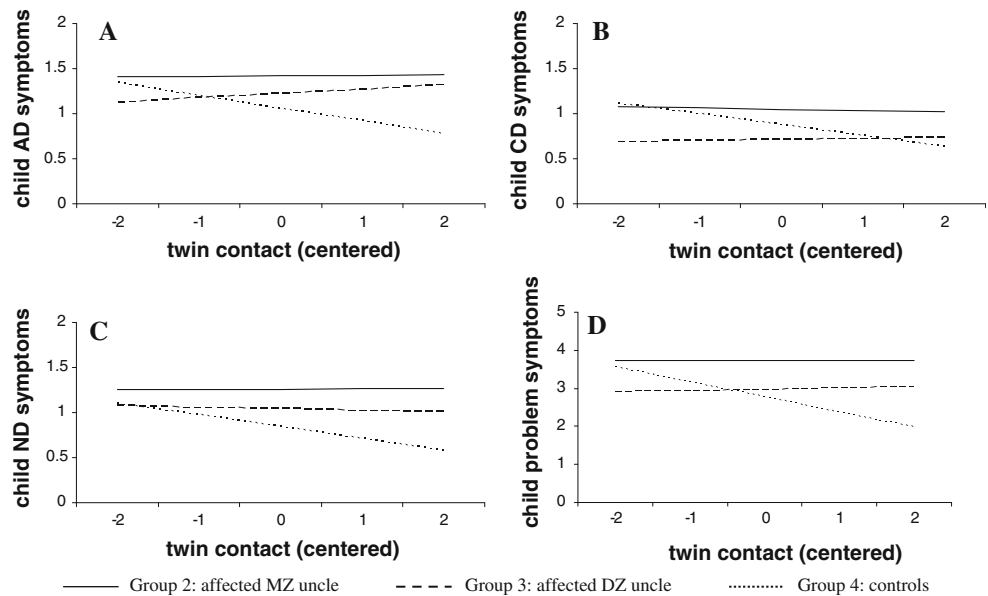 A
child AD symptoms
2
1.5
1
0.5
0
-2 -1 0 1 2
twin contact (centered)
B
child CD symptoms
2
1.5
1
0.5
0
-2 -1 0 1 2
twin contact (centered)
C
child ND symptoms
2
1.5
1
0.5
0
-2 -1 0 1 2
twin contact (centered)
D
child problem symptoms
5
4
3
2
1
0
-2 -1 0 1 2
twin contact (centered)
Group 2: affected MZ uncle Group 3: affected DZ uncle Group 4: controls